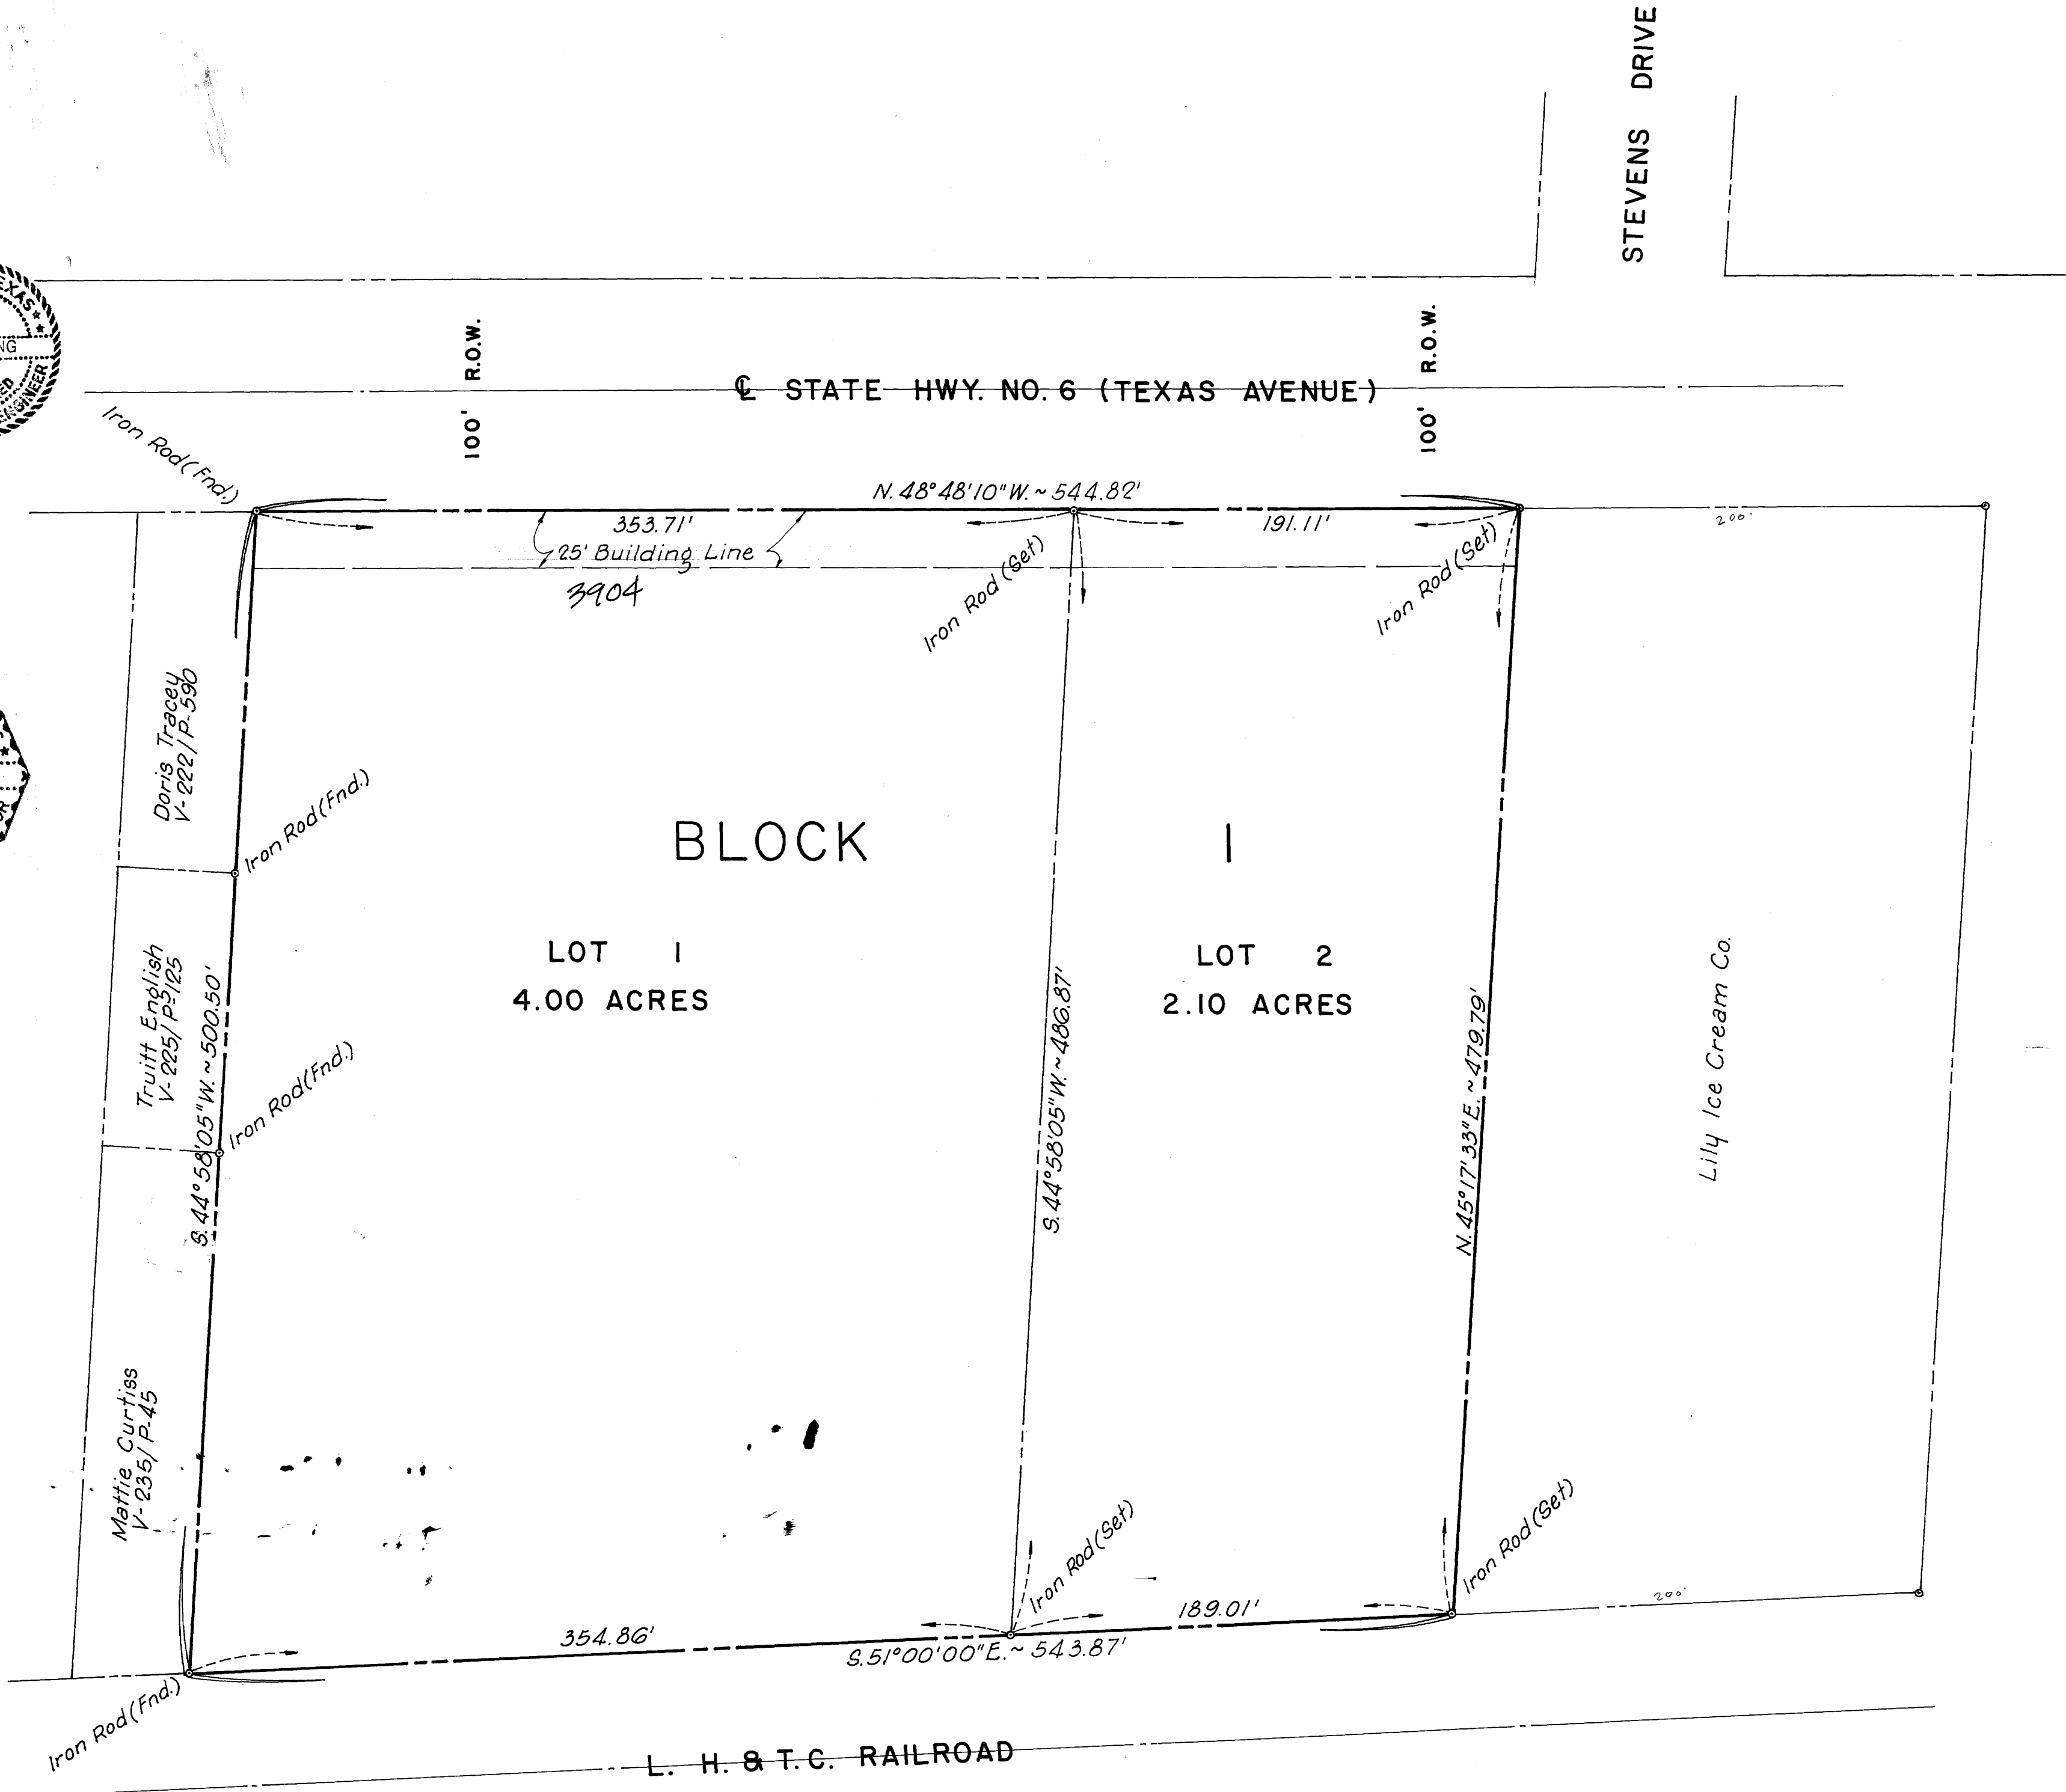 STEVENS DRIVE
TEXAS
ENGINEER
100' R.O.W.
100' R.O.W.
℄ STATE HWY. NO. 6 (TEXAS AVENUE)
Iron Rod (Fnd.)
N. 48° 48' 10" W. ~ 544.82'
353.71'
191.11'
200'
25' Building Line
3904
Iron Rod (Set)
Iron Rod (Set)
Doris Tracey
V-222/P-590
Iron Rod (Fnd.)
BLOCK 1
LOT 1
4.00 ACRES
LOT 2
2.10 ACRES
Truitt English
V-225/P-125
S. 44° 58' 05" W. ~ 500.50'
Iron Rod (Fnd.)
S. 44° 58' 05" W. ~ 486.87'
N. 45° 17' 33" E. ~ 479.79'
Lily Ice Cream Co.
Mattie Curtiss
V-235/P-45
Iron Rod (Set)
Iron Rod (Set)
354.86'
189.01'
200'
S. 51° 00' 00" E. ~ 543.87'
Iron Rod (Fnd.)
L. H. & T. C. RAILROAD